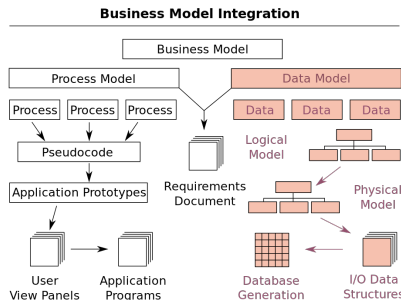 Business Model Integration
Business Model
Process Model
Data Model
Process
Process
Process
Data
Data
Data
Pseudocode
Logical
Model
Application Prototypes
Requirements
Document
Physical
Model
User
View Panels
Application
Programs
Database
Generation
I/O Data
Structures